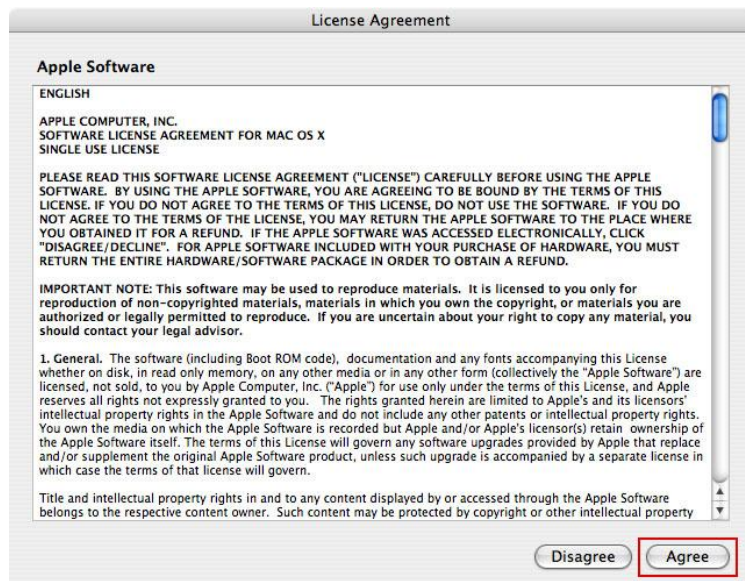 License Agreement
Apple Software
ENGLISH
APPLE COMPUTER, INC.
SOFTWARE LICENSE AGREEMENT FOR MAC OS X
SINGLE USE LICENSE
PLEASE READ THIS SOFTWARE LICENSE AGREEMENT ("LICENSE") CAREFULLY BEFORE USING THE APPLE
SOFTWARE.  BY USING THE APPLE SOFTWARE, YOU ARE AGREEING TO BE BOUND BY THE TERMS OF THIS
LICENSE. IF YOU DO NOT AGREE TO THE TERMS OF THIS LICENSE, DO NOT USE THE SOFTWARE.  IF YOU DO
NOT AGREE TO THE TERMS OF THE LICENSE, YOU MAY RETURN THE APPLE SOFTWARE TO THE PLACE WHERE
YOU OBTAINED IT FOR A REFUND.  IF THE APPLE SOFTWARE WAS ACCESSED ELECTRONICALLY, CLICK
"DISAGREE/DECLINE".  FOR APPLE SOFTWARE INCLUDED WITH YOUR PURCHASE OF HARDWARE, YOU MUST
RETURN THE ENTIRE HARDWARE/SOFTWARE PACKAGE IN ORDER TO OBTAIN A REFUND.
IMPORTANT NOTE: This software may be used to reproduce materials.  It is licensed to you only for
reproduction of non-copyrighted materials, materials in which you own the copyright, or materials you are
authorized or legally permitted to reproduce.  If you are uncertain about your right to copy any material, you
should contact your legal advisor.
1. General.  The software (including Boot ROM code),  documentation and any fonts accompanying this License
whether on disk, in read only memory, on any other media or in any other form (collectively the “Apple Software”) are
licensed, not sold, to you by Apple Computer, Inc. (“Apple”) for use only under the terms of this License, and Apple
reserves all rights not expressly granted to you.   The rights granted herein are limited to Apple's and its licensors'
intellectual property rights in the Apple Software and do not include any other patents or intellectual property rights.
You own the media on which the Apple Software is recorded but Apple and/or Apple's licensor(s) retain  ownership of
the Apple Software itself. The terms of this License will govern any software upgrades provided by Apple that replace
and/or supplement the original Apple Software product, unless such upgrade is accompanied by a separate license in
which case the terms of that license will govern.
Title and intellectual property rights in and to any content displayed by or accessed through the Apple Software
belongs to the respective content owner.  Such content may be protected by copyright or other intellectual property
Disagree
Agree